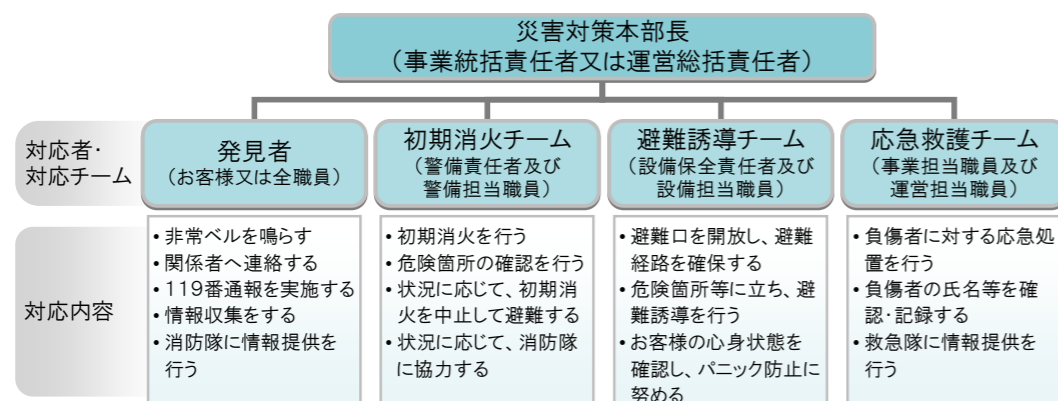 災害対策本部長
（事業統括責任者又は運営総括責任者）
対応者・
対応チーム
発見者
（お客様又は全職員）
初期消火チーム
（警備責任者及び
警備担当職員）
避難誘導チーム
（設備保全責任者及び
設備担当職員）
応急救護チーム
（事業担当職員及び
運営担当職員）
対応内容
• 非常ベルを鳴らす
• 関係者へ連絡する
• 119番通報を実施する
• 情報収集をする
• 消防隊に情報提供を
行う
• 初期消火を行う
• 危険箇所の確認を行う
• 状況に応じて、初期消
火を中止して避難する
• 状況に応じて、消防隊
に協力する
• 避難口を開放し、避難
経路を確保する
• 危険箇所等に立ち、避
難誘導を行う
• お客様の心身状態を
確認し、パニック防止に
努める
• 負傷者に対する応急処
置を行う
• 負傷者の氏名等を確
認・記録する
• 救急隊に情報提供を
行う